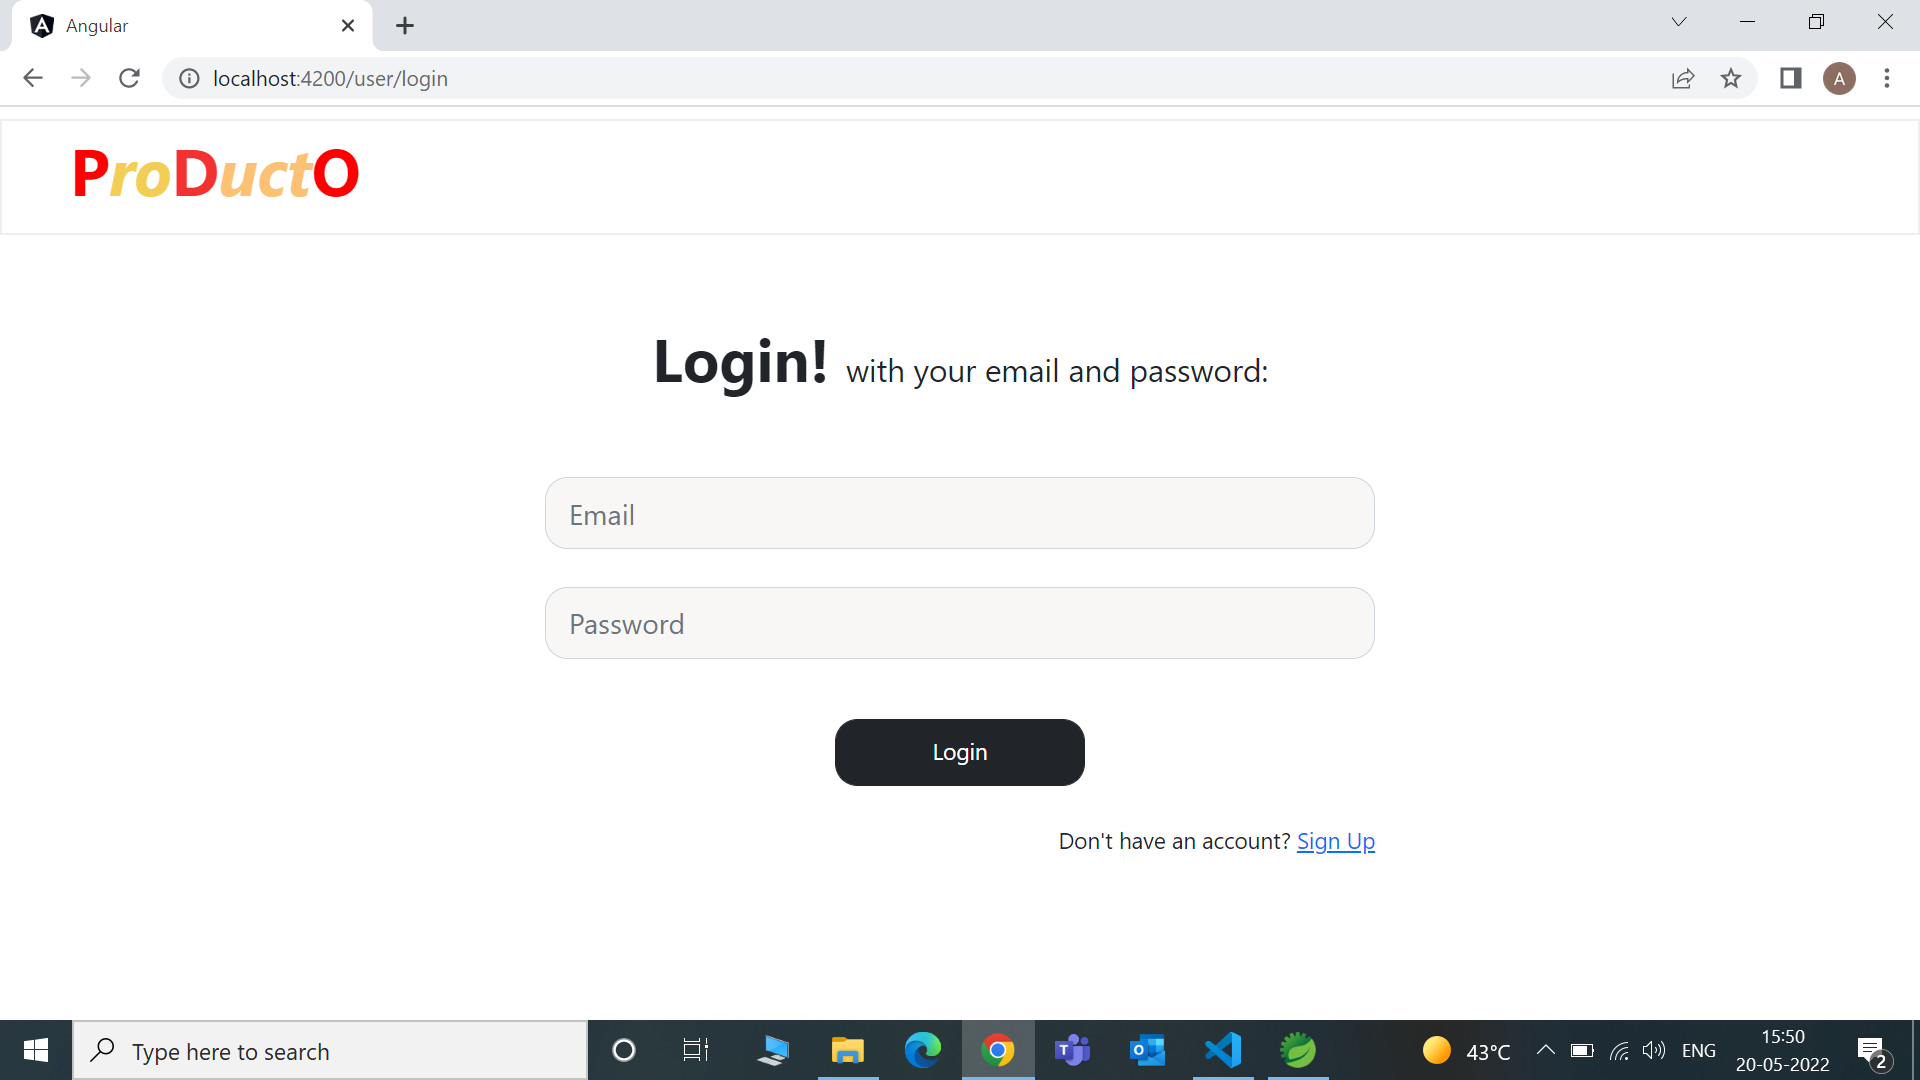 Angular
localhost:4200/user/login
A
ProDuctO
Login! with your email and password:
Email
Password
Login
Don't have an account? Sign Up
Type here to search
43°C
ENG
15:50
20-05-2022
2